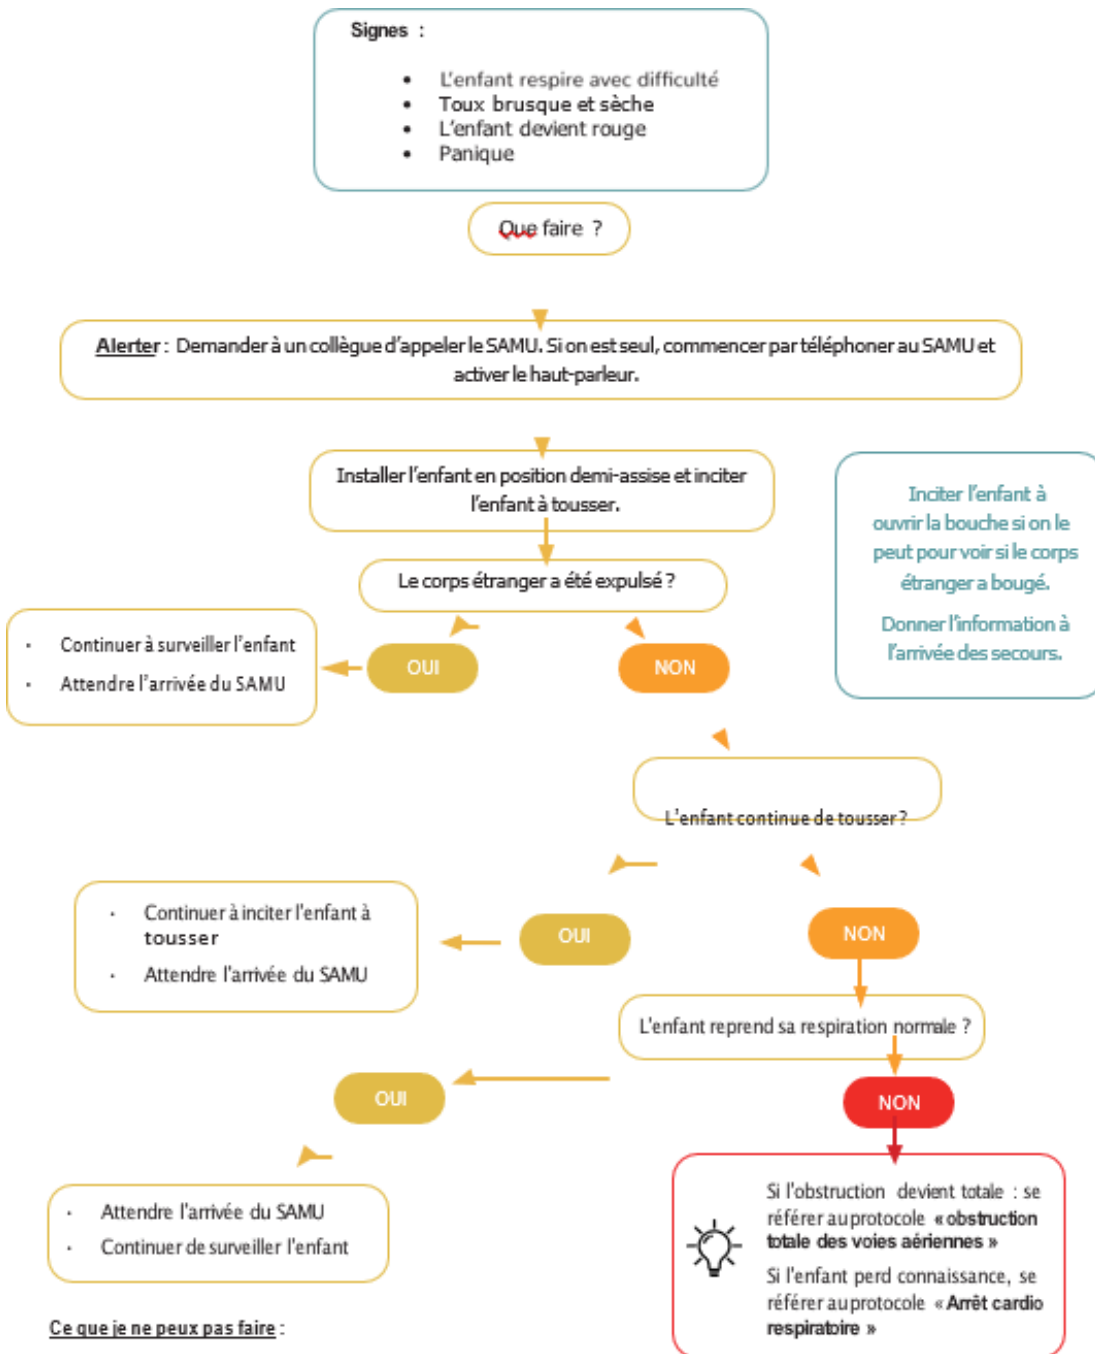 Signes :
• L'enfant respire avec difficulté
• Toux brusque et sèche
• L'enfant devient rouge
• Panique
Que faire ?
Alerter : Demander à un collègue d'appeler le SAMU. Si on est seul, commencer par téléphoner au SAMU et
activer le haut-parleur.
Installer l'enfant en position demi-assise et inciter
l'enfant à tousser.
Inciter l'enfant à
ouvrir la bouche si on le
peut pour voir si le corps
étranger a bougé.
Donner l'information à
l'arrivée des secours.
Le corps étranger a été expulsé ?
OUI
NON
· Continuer à surveiller l'enfant
· Attendre l'arrivée du SAMU
L'enfant continue de tousser ?
OUI
NON
· Continuer à inciter l'enfant à
tousser
· Attendre l'arrivée du SAMU
L'enfant reprend sa respiration normale ?
OUI
NON
· Attendre l'arrivée du SAMU
· Continuer de surveiller l'enfant
Si l'obstruction devient totale : se
référer au protocole « obstruction
totale des voies aériennes »
Si l'enfant perd connaissance, se
référer au protocole « Arrêt cardio
respiratoire »
Ce que je ne peux pas faire :